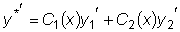 y*′ = C₁(x)y₁′ + C₂(x)y₂′